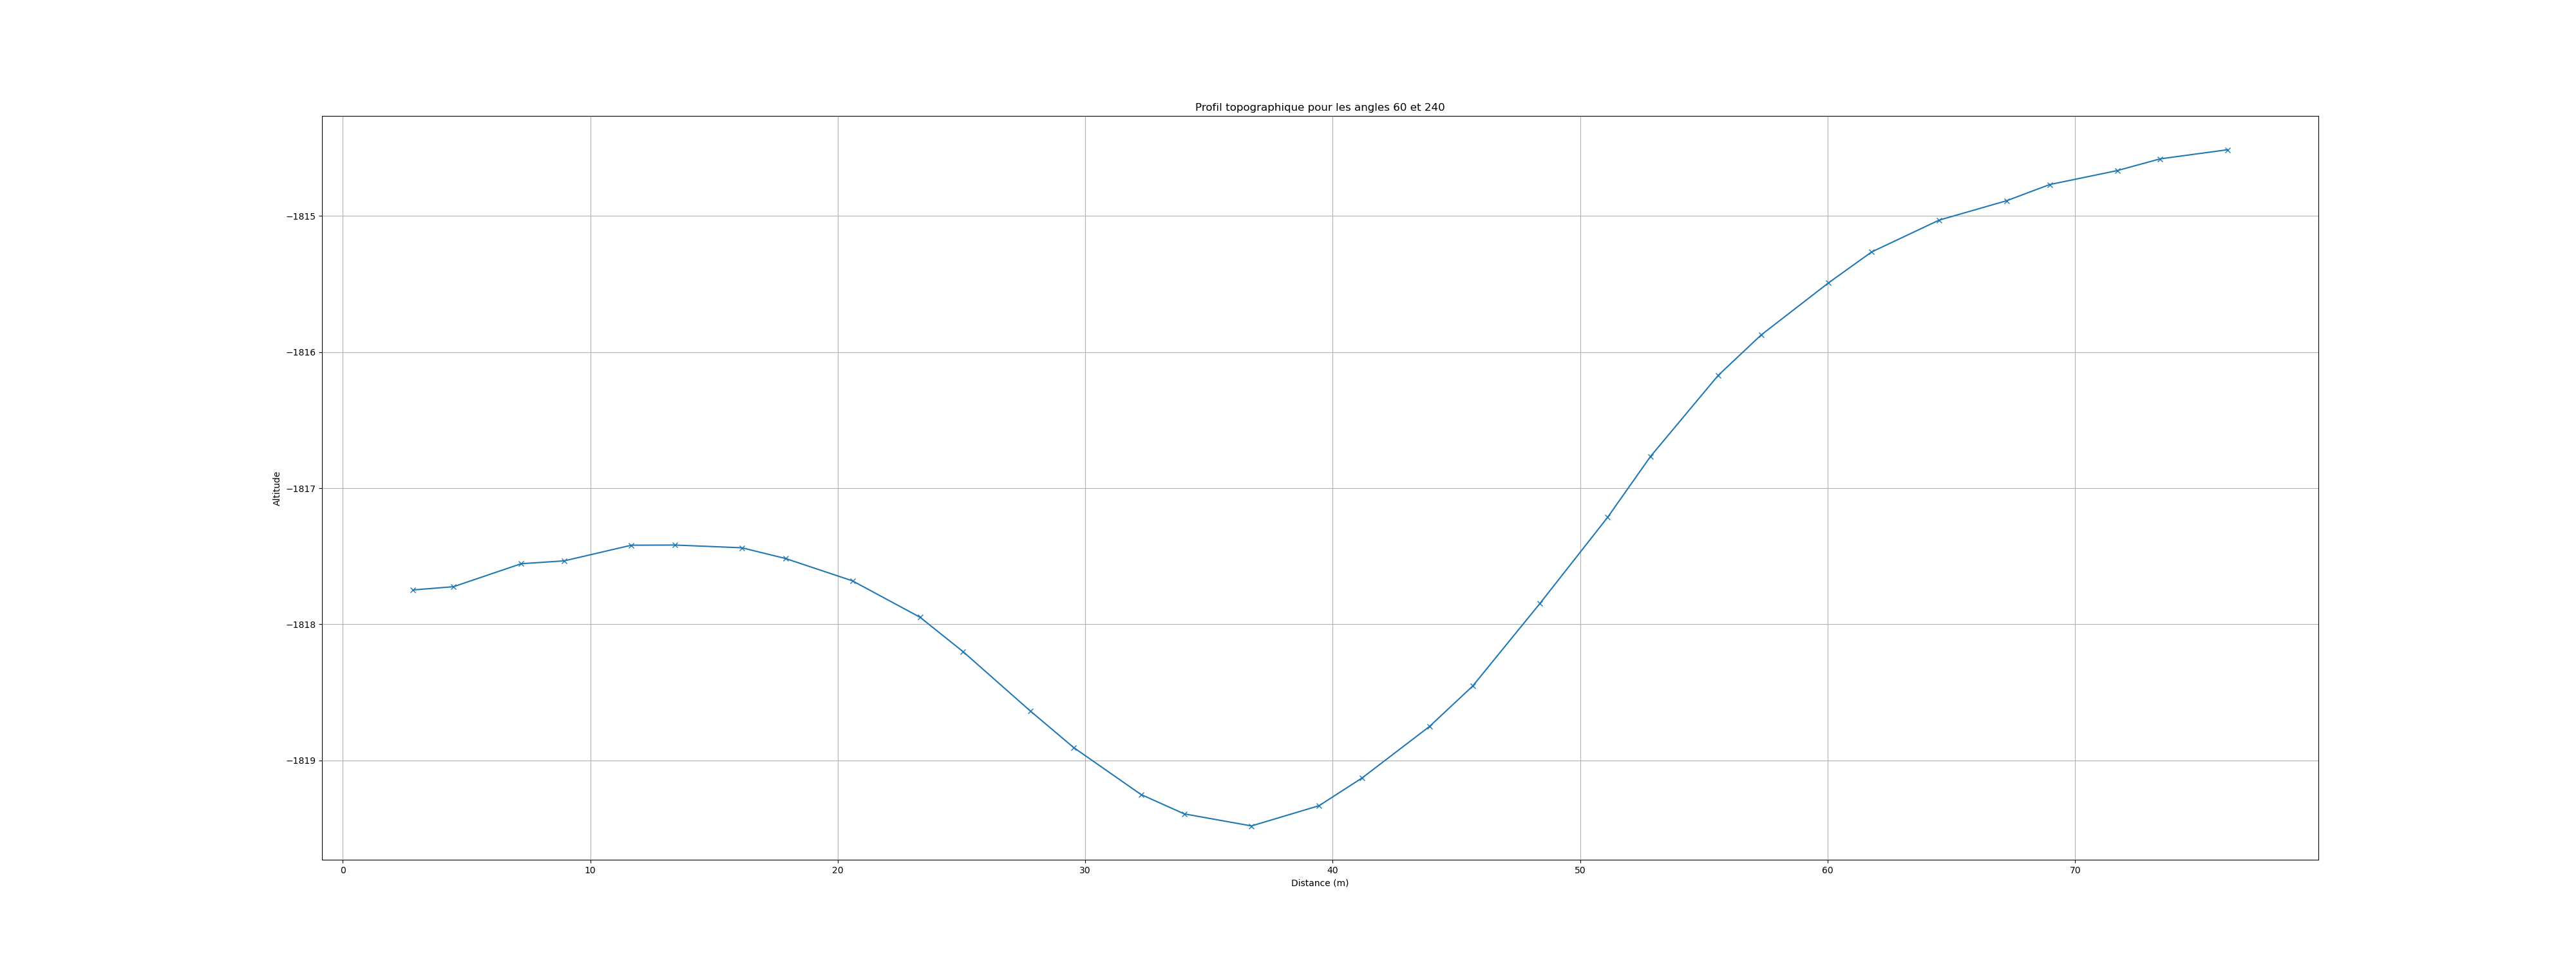 Profil topographique pour les angles 60 et 240
−1815
−1816
−1817
−1818
−1819
Altitude
0 10 20 30 40 50 60 70
Distance (m)